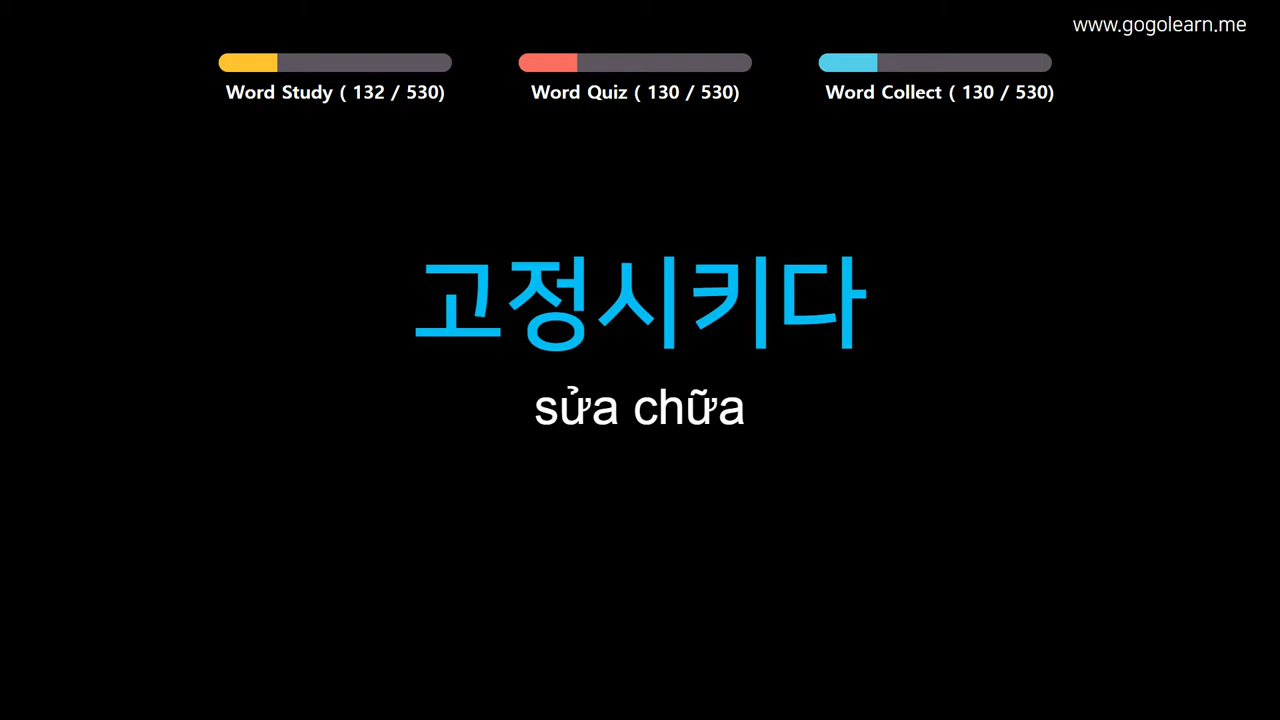 www.gogolearn.me
Word Study ( 132 / 530)
Word Quiz ( 130 / 530)
Word Collect ( 130 / 530)
고정시키다
sửa chữa